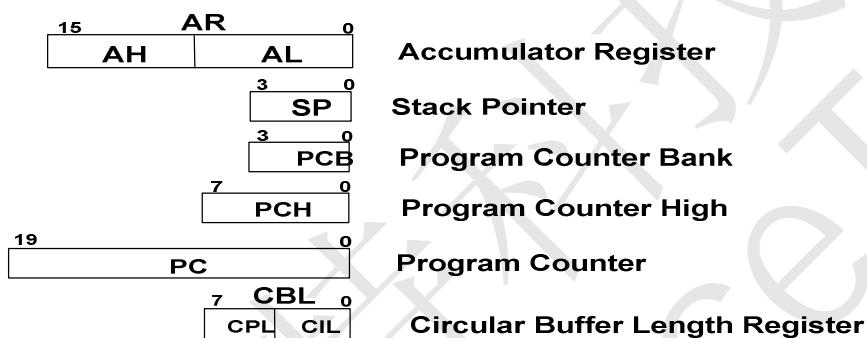 15 AR 0
AH AL Accumulator Register
3 0
SP Stack Pointer
3 0
PCB Program Counter Bank
7 0
PCH Program Counter High
19 0
PC Program Counter
7 CBL 0
CPL CIL Circular Buffer Length Register